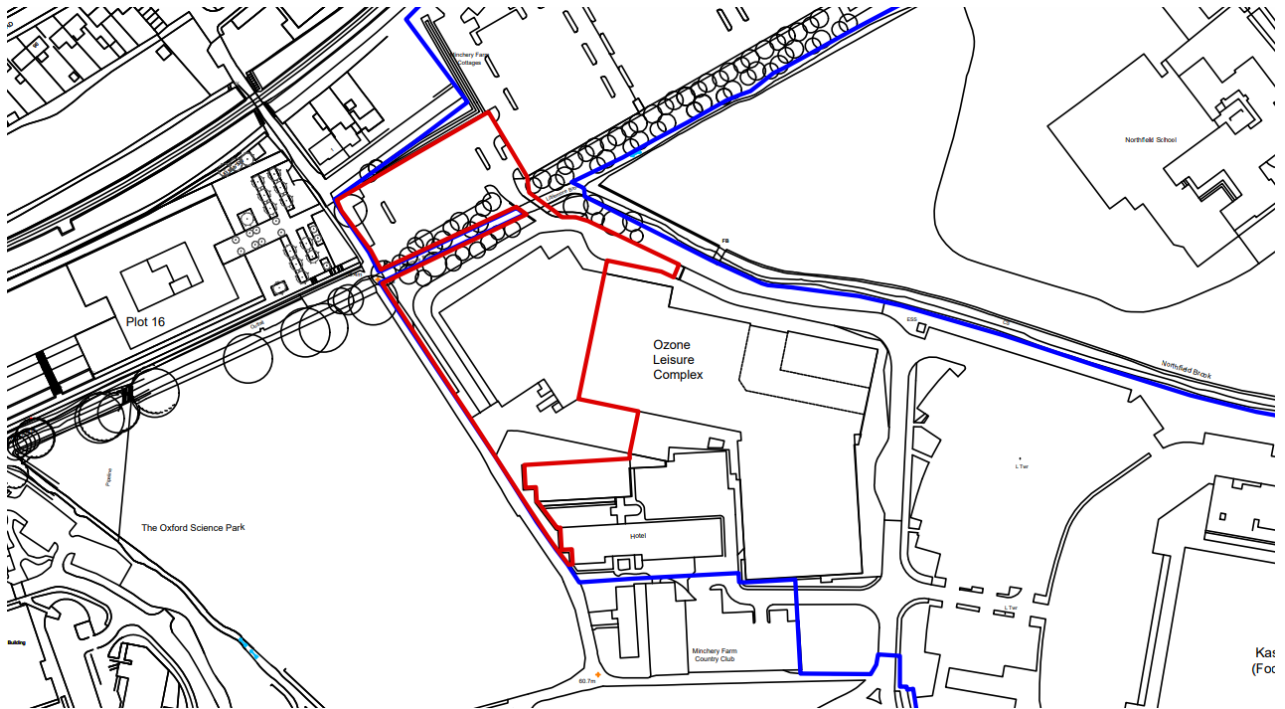 98
Minchery Farm
Cottages
Northfield School
FB
Plot 16
ESS
Ozone
Leisure
Complex
Northfield Brook
L Twr
Pipeline
The Oxford Science Park
Hotel
L Twr
Building
Minchery Farm
Country Club
60.7m
Kas
(Foo